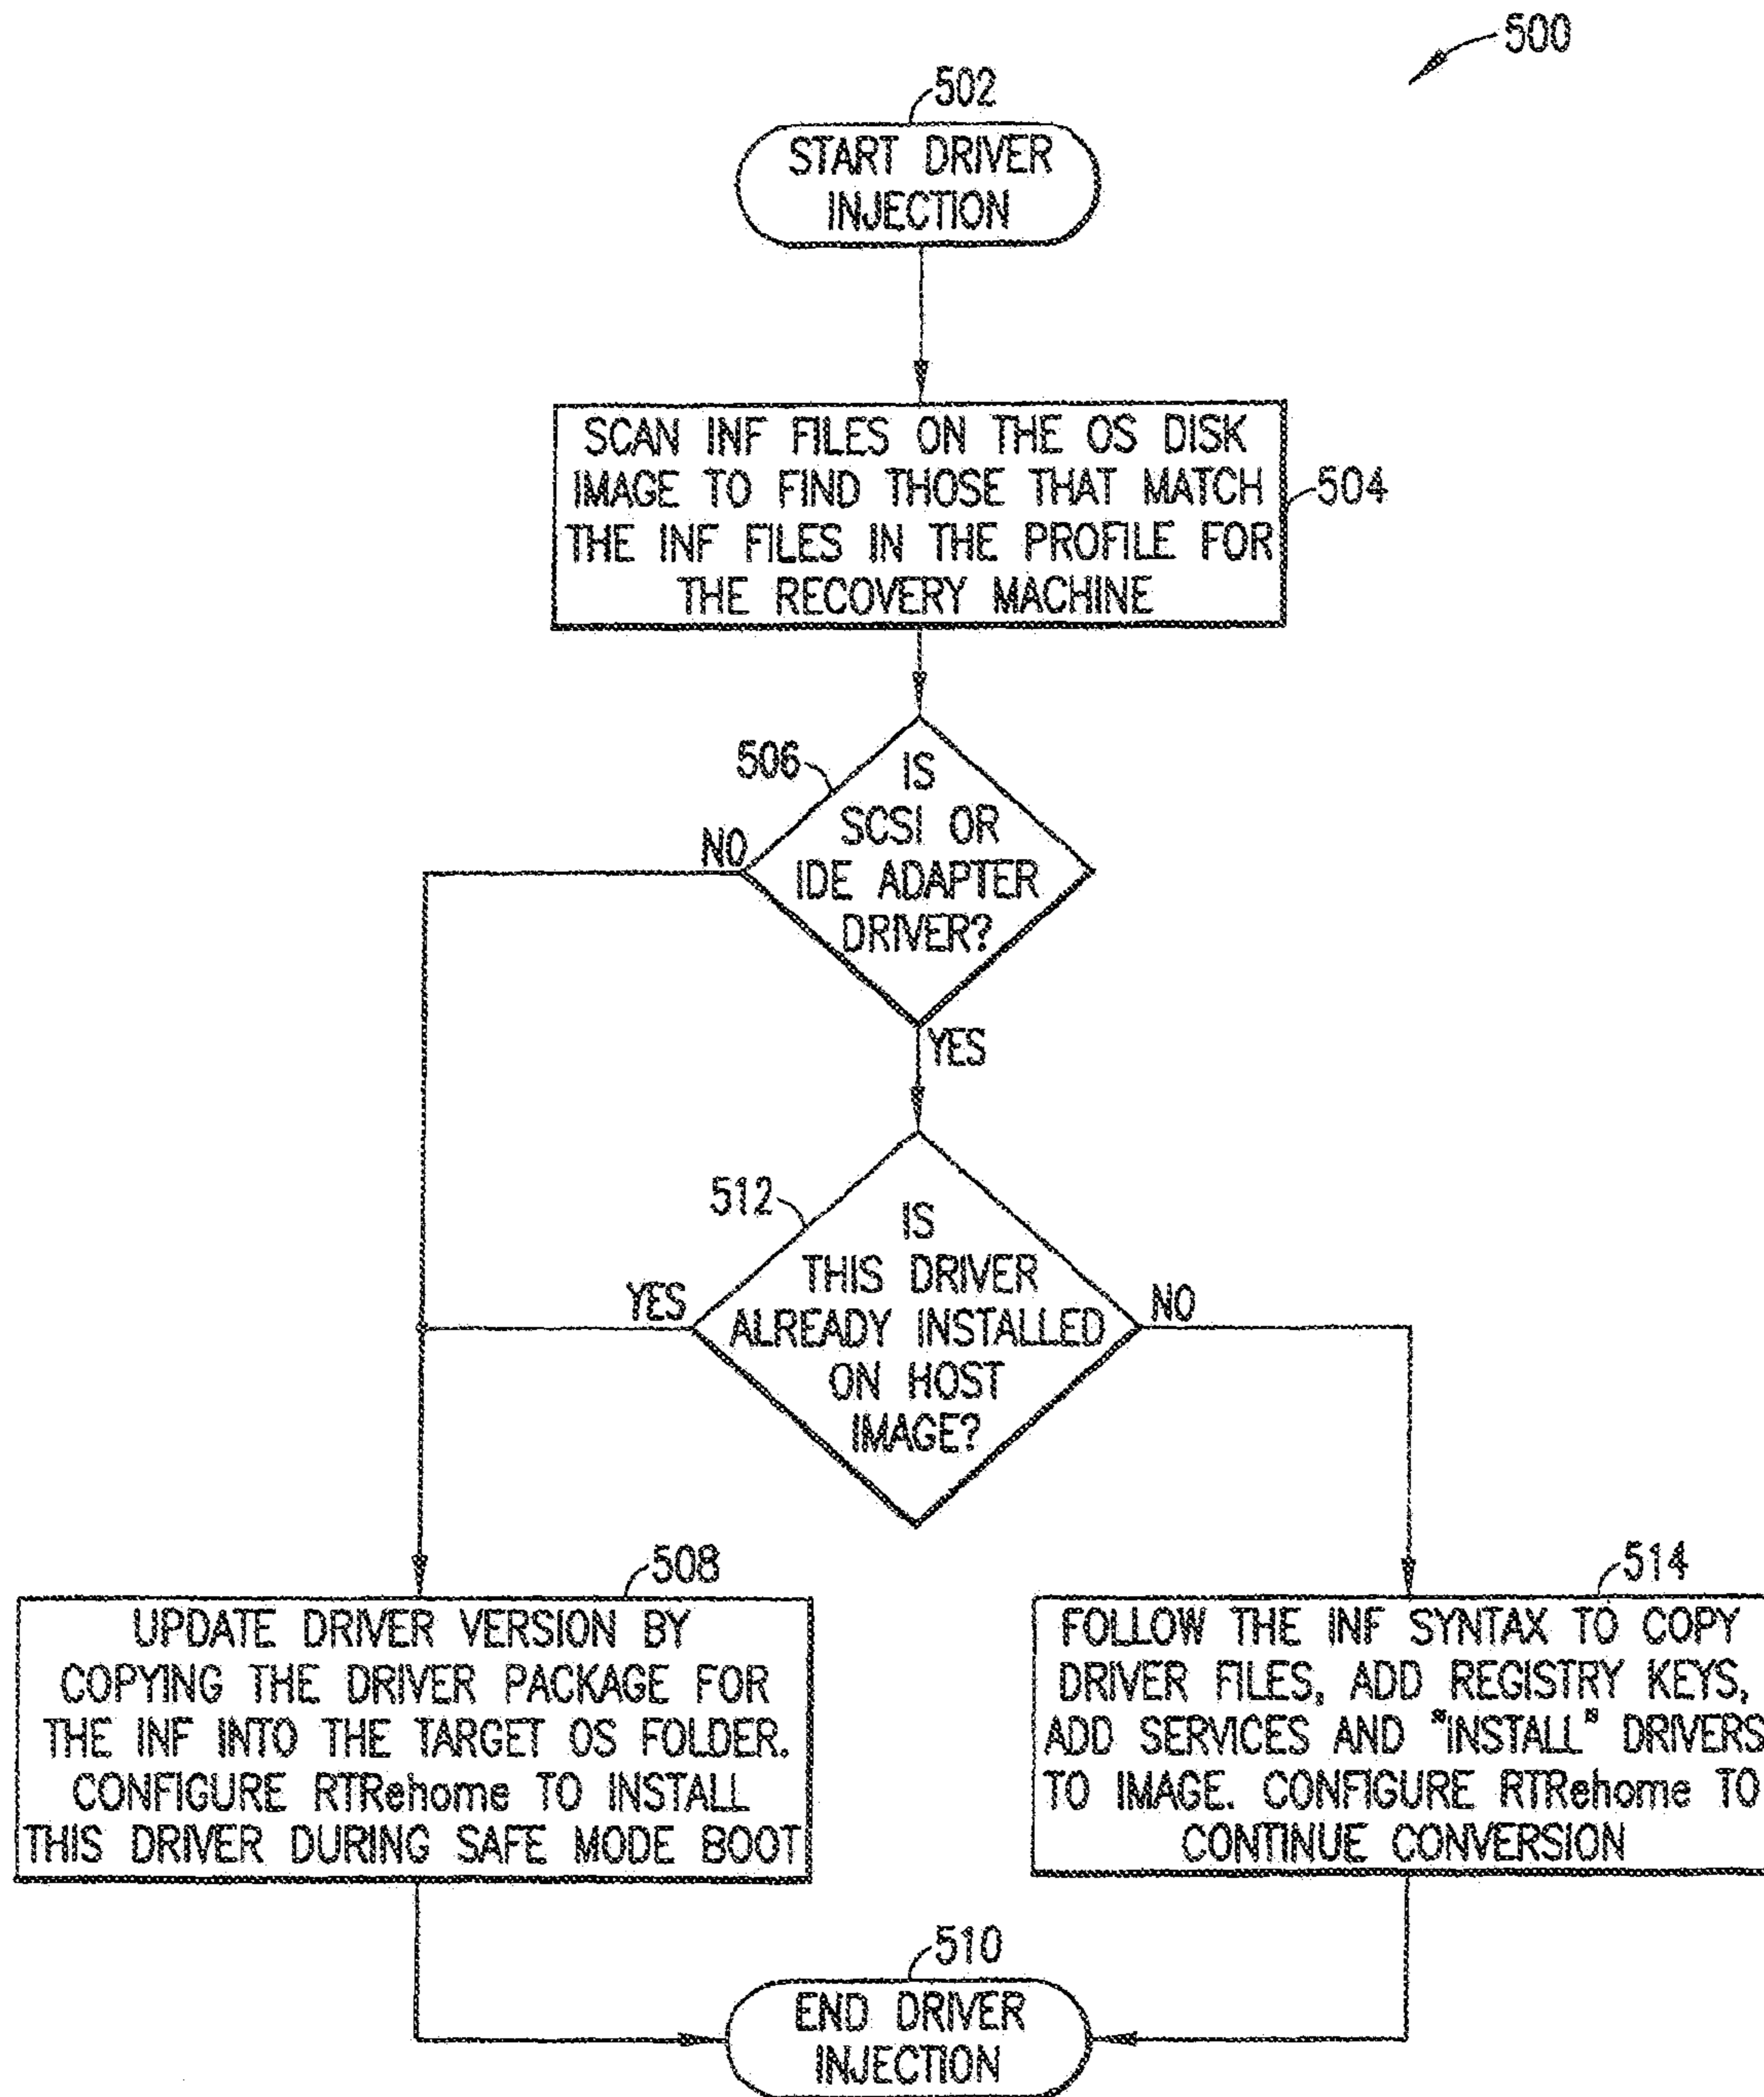 500
502
START DRIVER
INJECTION
SCAN INF FILES ON THE OS DISK
IMAGE TO FIND THOSE THAT MATCH
THE INF FILES IN THE PROFILE FOR
THE RECOVERY MACHINE
504
506
IS
SCSI OR
IDE ADAPTER
DRIVER?
NO
YES
512
IS
THIS DRIVER
ALREADY INSTALLED
ON HOST
IMAGE?
YES
NO
508
UPDATE DRIVER VERSION BY
COPYING THE DRIVER PACKAGE FOR
THE INF INTO THE TARGET OS FOLDER.
CONFIGURE RTRehome TO INSTALL
THIS DRIVER DURING SAFE MODE BOOT
514
FOLLOW THE INF SYNTAX TO COPY
DRIVER FILES, ADD REGISTRY KEYS,
ADD SERVICES AND "INSTALL" DRIVERS
TO IMAGE. CONFIGURE RTRehome TO
CONTINUE CONVERSION
510
END DRIVER
INJECTION